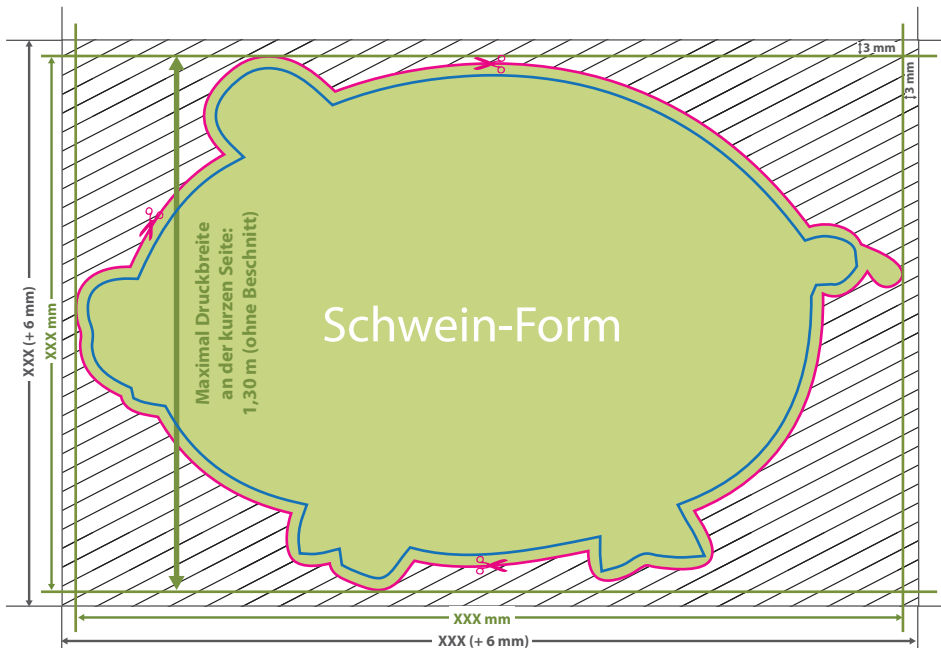 3 mm
3 mm
Maximal Druckbreite
an der kurzen Seite:
1,30 m (ohne Beschnitt)
Schwein-Form
XXX (+ 6 mm)
XXX mm
XXX mm
XXX (+ 6 mm)